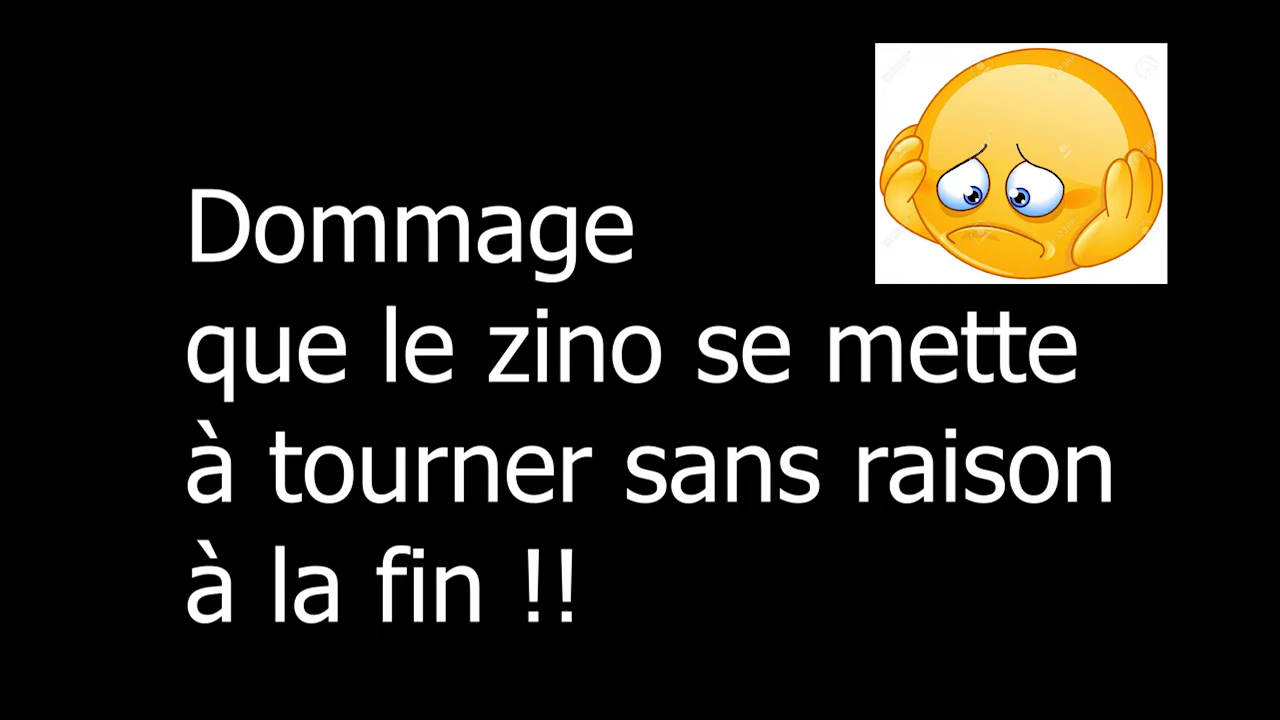 Dommage
que le zino se mette
à tourner sans raison
à la fin !!